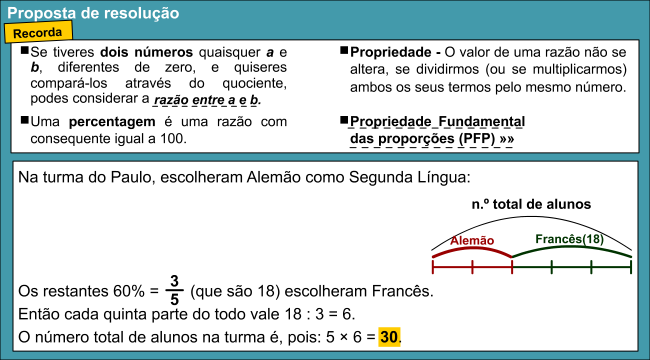 Proposta de resolução
Recorda
■Se tiveres dois números quaisquer a e
b, diferentes de zero, e quiseres
compará-los através do quociente,
podes considerar a razão entre a e b.
■Uma percentagem é uma razão com
consequente igual a 100.
■Propriedade - O valor de uma razão não se
altera, se dividirmos (ou se multiplicarmos)
ambos os seus termos pelo mesmo número.
■Propriedade Fundamental
das proporções (PFP) »»
Na turma do Paulo, escolheram Alemão como Segunda Língua:
n.º total de alunos
Alemão
Francês(18)
Os restantes 60% = 3/5 (que são 18) escolheram Francês.
Então cada quinta parte do todo vale 18 : 3 = 6.
O número total de alunos na turma é, pois: 5 × 6 = 30.